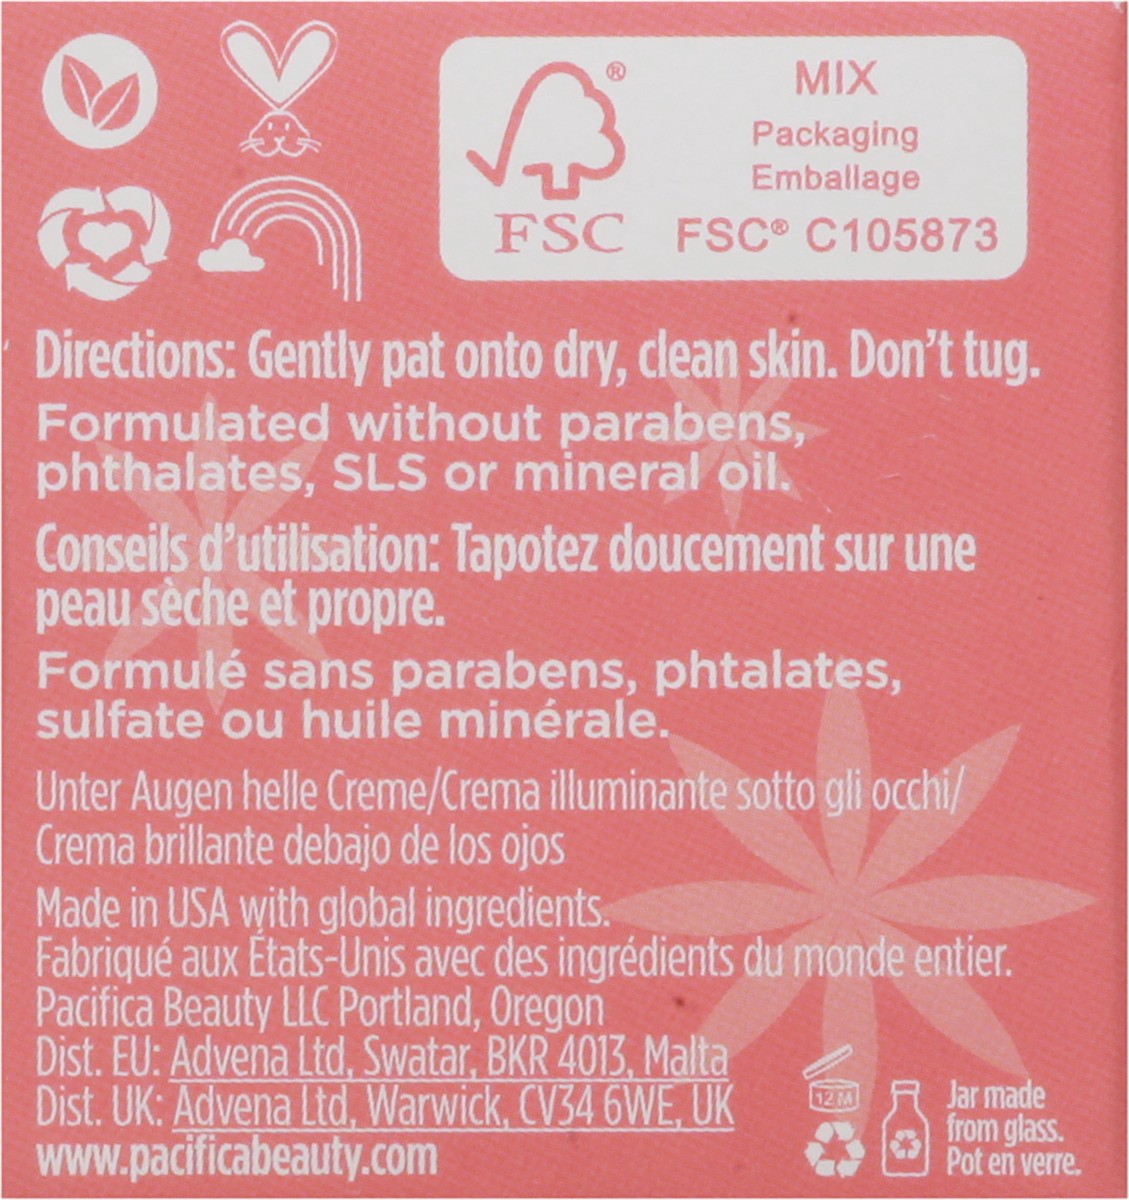 MIX
Packaging
Emballage
FSC® C105873
®
FSC
Directions: Gently pat onto dry, clean skin. Don't tug.
Formulated without parabens,
phthalates, SLS or mineral oil.
Conseils d'utilisation: Tapotez doucement sur une
peau sèche et propre.
Formulé sans parabens, phtalates,
sulfate ou huile minérale.
Unter Augen helle Creme/Crema illuminante sotto gli occhi/
Crema brillante debajo de los ojos
Made in USA with global ingredients.
Fabriqué aux États-Unis avec des ingrédients du monde entier.
Pacifica Beauty LLC Portland, Oregon
Dist. EU: Advena Ltd, Swatar, BKR 4013, Malta
Dist. UK: Advena Ltd, Warwick, CV34 6WE, UK
www.pacificabeauty.com
12 M
Jar made
from glass.
Pot en verre.